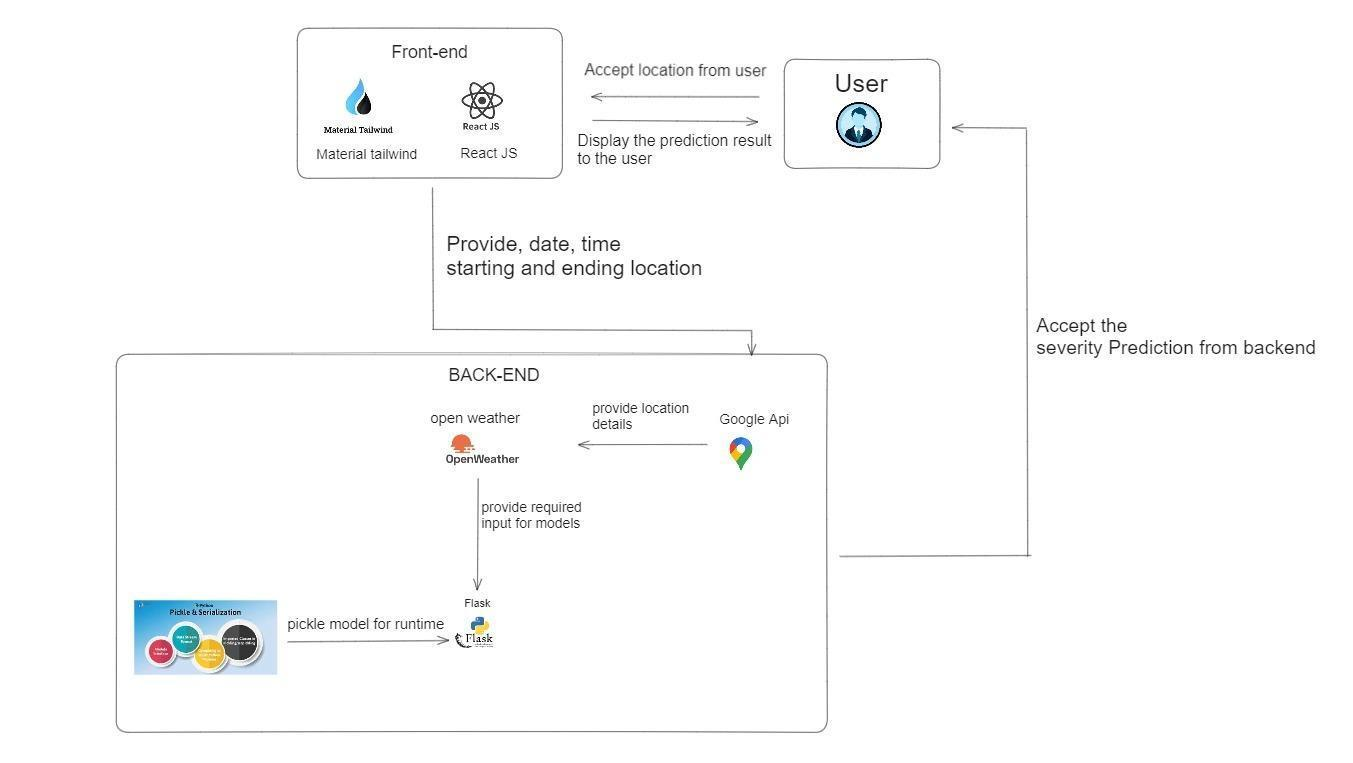 Front-end
Material Tailwind
React JS
Material tailwind
React JS
Accept location from user
Display the prediction result
to the user
User
Provide, date, time
starting and ending location
Accept the
severity Prediction from backend
BACK-END
open weather
OpenWeather
provide location
details
Google Api
provide required
input for models
Pickle & Serialization
pickle model for runtime
Flask
Flask